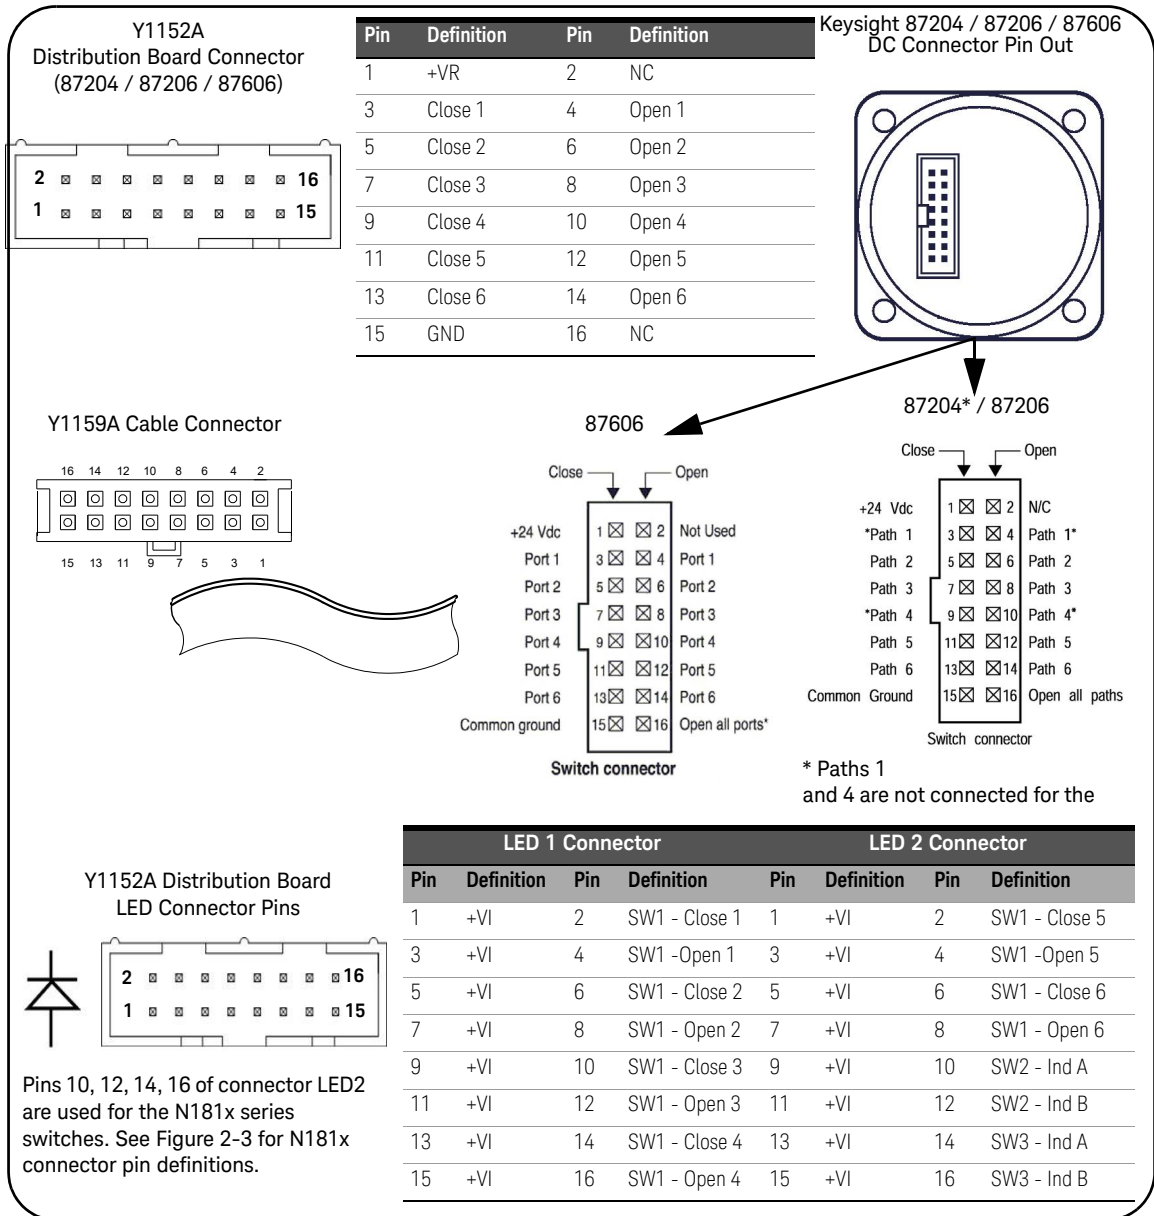 Y1152A
Distribution Board Connector
(87204 / 87206 / 87606)
2 16
1 15
Pin Definition Pin Definition
1 +VR 2 NC
3 Close 1 4 Open 1
5 Close 2 6 Open 2
7 Close 3 8 Open 3
9 Close 4 10 Open 4
11 Close 5 12 Open 5
13 Close 6 14 Open 6
15 GND 16 NC
Keysight 87204 / 87206 / 87606
DC Connector Pin Out
Y1159A Cable Connector
16 14 12 10 8 6 4 2
15 13 11 9 7 5 3 1
87606
Close Open
+24 Vdc 1 2 Not Used
Port 1 3 4 Port 1
Port 2 5 6 Port 2
Port 3 7 8 Port 3
Port 4 9 10 Port 4
Port 5 11 12 Port 5
Port 6 13 14 Port 6
Common ground 15 16 Open all ports*
Switch connector
87204* / 87206
Close Open
+24 Vdc 1 2 N/C
*Path 1 3 4 Path 1*
Path 2 5 6 Path 2
Path 3 7 8 Path 3
*Path 4 9 10 Path 4*
Path 5 11 12 Path 5
Path 6 13 14 Path 6
Common Ground 15 16 Open all paths
Switch connector
* Paths 1
and 4 are not connected for the
Y1152A Distribution Board
LED Connector Pins
2 16
1 15
Pins 10, 12, 14, 16 of connector LED2
are used for the N181x series
switches. See Figure 2-3 for N181x
connector pin definitions.
LED 1 Connector LED 2 Connector
Pin Definition Pin Definition Pin Definition Pin Definition
1 +VI 2 SW1 - Close 1 1 +VI 2 SW1 - Close 5
3 +VI 4 SW1 -Open 1 3 +VI 4 SW1 -Open 5
5 +VI 6 SW1 - Close 2 5 +VI 6 SW1 - Close 6
7 +VI 8 SW1 - Open 2 7 +VI 8 SW1 - Open 6
9 +VI 10 SW1 - Close 3 9 +VI 10 SW2 - Ind A
11 +VI 12 SW1 - Open 3 11 +VI 12 SW2 - Ind B
13 +VI 14 SW1 - Close 4 13 +VI 14 SW3 - Ind A
15 +VI 16 SW1 - Open 4 15 +VI 16 SW3 - Ind B